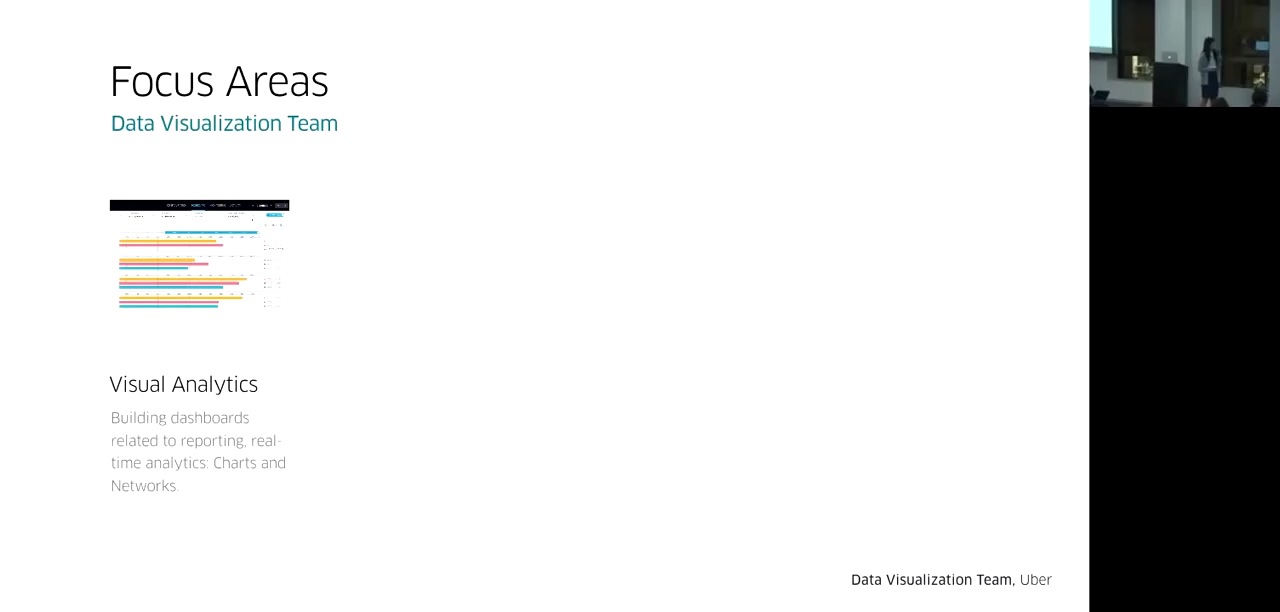 Focus Areas
Data Visualization Team
Visual Analytics
Building dashboards
related to reporting, real-
time analytics: Charts and
Networks.
Data Visualization Team, Uber